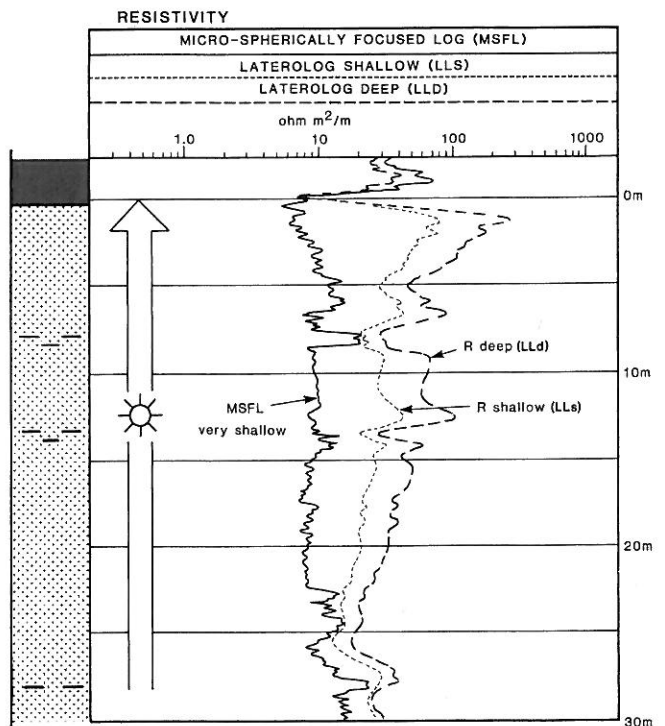 RESISTIVITY
MICRO-SPHERICALLY FOCUSED LOG (MSFL)
LATEROLOG SHALLOW (LLS)
LATEROLOG DEEP (LLD)
ohm m²/m
1.0 10 100 1000
0m
R deep (LLd)
10m
MSFL
very shallow
R shallow (LLs)
20m
30m